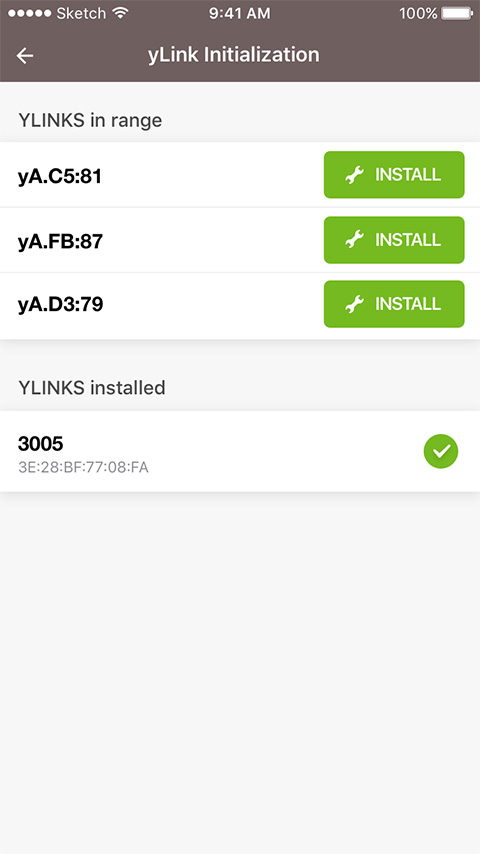 ●●●●● Sketch 9:41 AM 100%
yLink Initialization
YLINKS in range
yA.C5:81 INSTALL
yA.FB:87 INSTALL
yA.D3:79 INSTALL
YLINKS installed
3005
3E:28:BF:77:08:FA